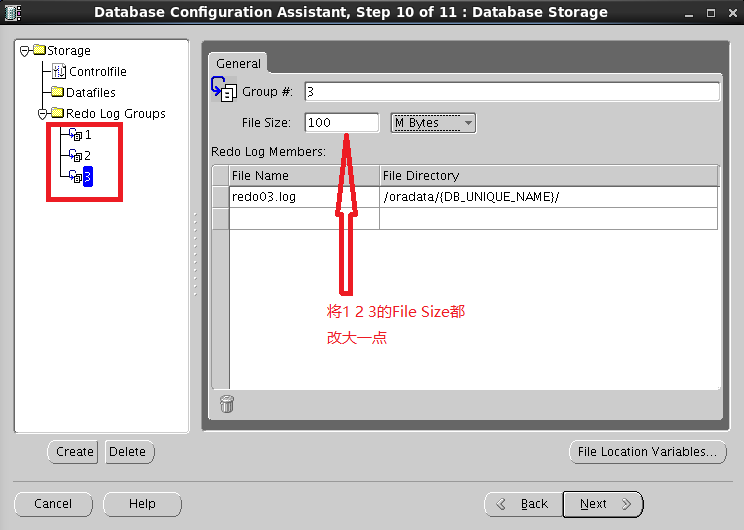 Database Configuration Assistant, Step 10 of 11 : Database Storage
Storage
Controlfile
Datafiles
Redo Log Groups
1
2
3
General
Group #: 3
File Size: 100 M Bytes
Redo Log Members:
File Name File Directory
redo03.log /oradata/{DB_UNIQUE_NAME}/
将1 2 3的File Size都
改大一点
Create Delete File Location Variables...
Cancel Help Back Next